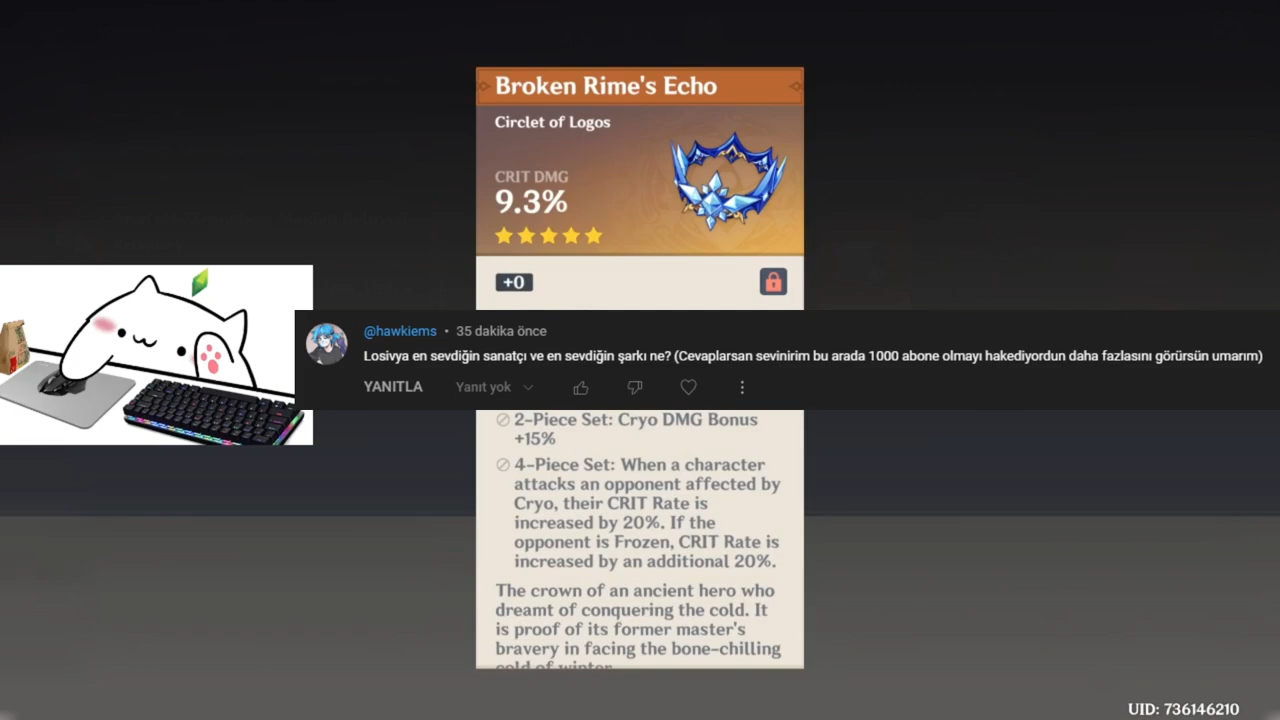 Broken Rime's Echo
Circlet of Logos
CRIT DMG
9.3%
+0
@hawkiems • 35 dakika önce
Losivya en sevdiğin sanatçı ve en sevdiğin şarkı ne? (Cevaplarsan sevinirim bu arada 1000 abone olmayı hakediyordun daha fazlasını görürsün umarım)
YANITLA Yanıt yok
2-Piece Set: Cryo DMG Bonus
+15%
4-Piece Set: When a character
attacks an opponent affected by
Cryo, their CRIT Rate is
increased by 20%. If the
opponent is Frozen, CRIT Rate is
increased by an additional 20%.
The crown of an ancient hero who
dreamt of conquering the cold. It
is proof of its former master's
bravery in facing the bone-chilling
cold of winter.
UID: 736146210